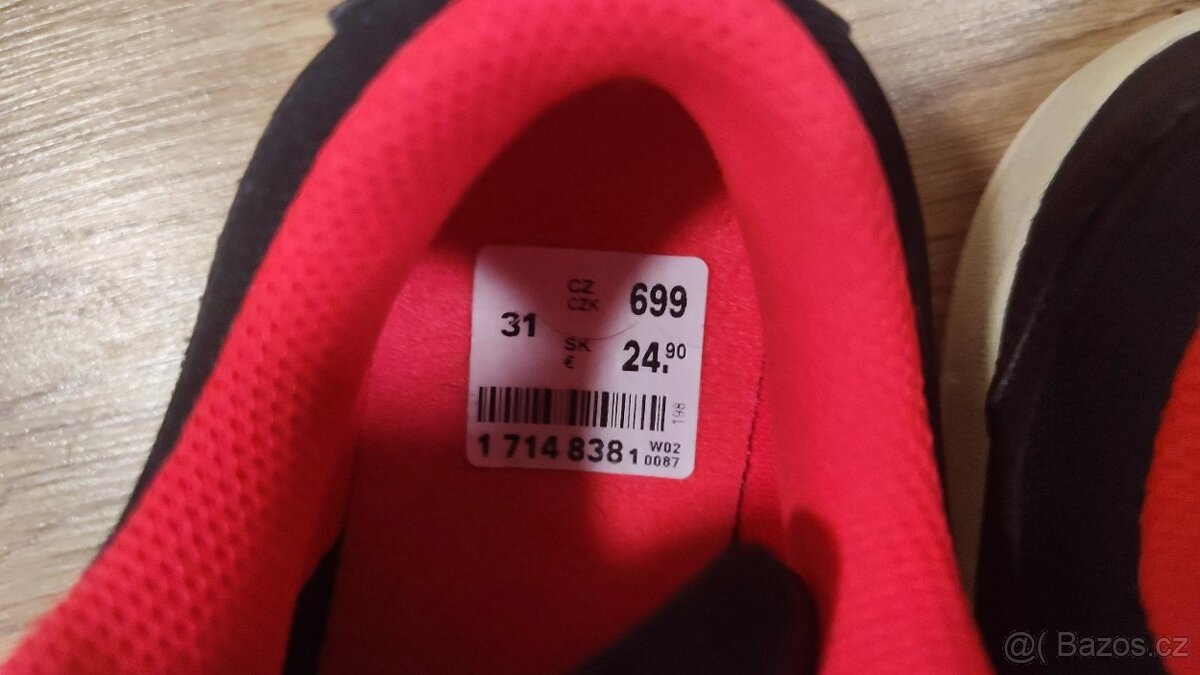 CZ
CZK 699
31
SK
€ 24.90
198
1 714 838 1 W02
0087
@( Bazos.cz